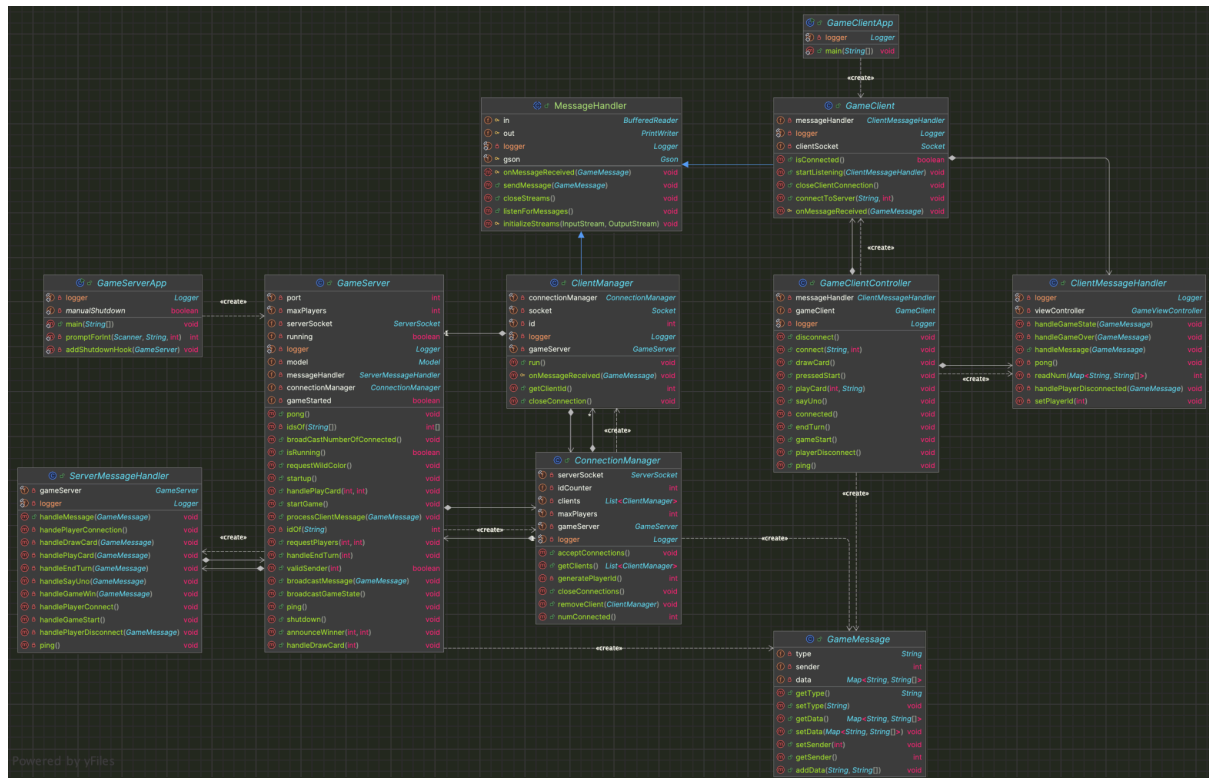 GameClientApp
logger Logger
main(String[]) void
«create»
MessageHandler
in BufferedReader
out PrintWriter
logger Logger
gson Gson
onMessageReceived(GameMessage) void
sendMessage(GameMessage) void
closeStreams() void
listenForMessages() void
initializeStreams(InputStream, OutputStream) void
GameClient
messageHandler ClientMessageHandler
logger Logger
clientSocket Socket
isConnected() boolean
startListening(ClientMessageHandler) void
closeClientConnection() void
connectToServer(String, int) void
onMessageReceived(GameMessage) void
«create»
GameServerApp
logger Logger
manualShutdown boolean
main(String[]) void
promptForInt(Scanner, String, int) int
addShutdownHook(GameServer) void
«create»
GameServer
port int
maxPlayers int
serverSocket ServerSocket
running boolean
logger Logger
model Model
messageHandler ServerMessageHandler
connectionManager ConnectionManager
gameStarted boolean
pong() void
idsOf(String[]) int[]
broadCastNumberOfConnected() void
isRunning() boolean
requestWildColor() void
startup() void
handlePlayCard(int, int) void
startGame() void
processClientMessage(GameMessage) void
idOf(String) int
requestPlayers(int, int) void
handleEndTurn(int) void
validSender(int) boolean
broadcastMessage(GameMessage) void
broadcastGameState() void
ping() void
shutdown() void
announceWinner(int, int) void
handleDrawCard(int) void
ClientManager
connectionManager ConnectionManager
socket Socket
id int
logger Logger
gameServer GameServer
run() void
onMessageReceived(GameMessage) void
getClientId() int
closeConnection() void
«create»
GameClientController
messageHandler ClientMessageHandler
gameClient GameClient
logger Logger
disconnect() void
connect(String, int) void
drawCard() void
pressedStart() void
playCard(int, String) void
sayUno() void
connected() void
endTurn() void
gameStart() void
playerDisconnect() void
ping() void
«create»
ClientMessageHandler
logger Logger
viewController GameViewController
handleGameState(GameMessage) void
handleGameOver(GameMessage) void
handleMessage(GameMessage) void
pong() void
readNum(Map<String, String[]>) int
handlePlayerDisconnected(GameMessage) void
setPlayerId(int) void
ServerMessageHandler
gameServer GameServer
logger Logger
handleMessage(GameMessage) void
handePlayerConnection() void
handleDrawCard(GameMessage) void
handlePlayCard(GameMessage) void
handleEndTurn(GameMessage) void
handleSayUno(GameMessage) void
handleGameWin(GameMessage) void
handlePlayerConnect() void
handleGameStart() void
handlePlayerDisconnect(GameMessage) void
ping() void
«create»
ConnectionManager
serverSocket ServerSocket
idCounter int
clients List<ClientManager>
maxPlayers int
gameServer GameServer
logger Logger
acceptConnections() void
getClients() List<ClientManager>
generatePlayerId() int
closeConnections() void
removeClient(ClientManager) void
numConnected() int
«create»
«create»
«create»
GameMessage
type String
sender int
data Map<String, String[]>
getType() String
setType(String) void
getData() Map<String, String[]>
setData(Map<String, String[]>) void
setSender(int) void
getSender() int
addData(String, String[]) void
Powered by yFiles